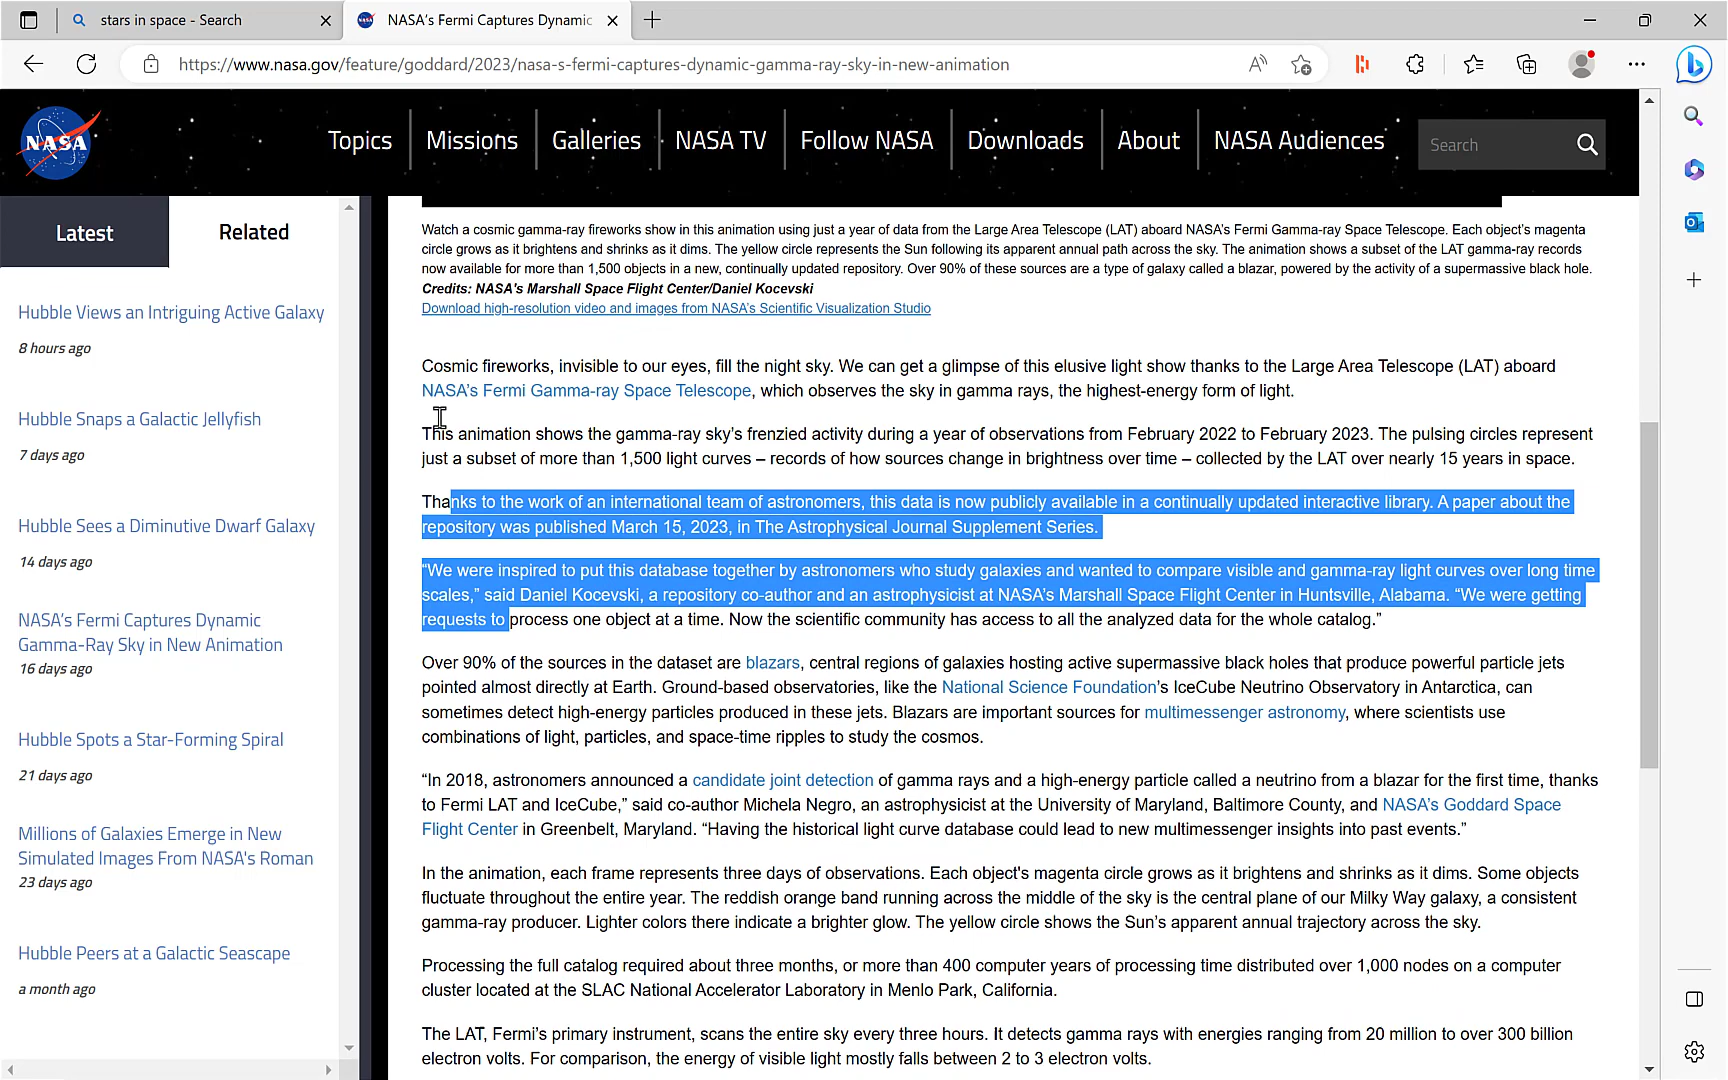 stars in space - Search
NASA's Fermi Captures Dynamic
https://www.nasa.gov/feature/goddard/2023/nasa-s-fermi-captures-dynamic-gamma-ray-sky-in-new-animation
NASA
Topics
Missions
Galleries
NASA TV
Follow NASA
Downloads
About
NASA Audiences
Search
Latest
Related
Hubble Views an Intriguing Active Galaxy
8 hours ago
Hubble Snaps a Galactic Jellyfish
7 days ago
Hubble Sees a Diminutive Dwarf Galaxy
14 days ago
NASA's Fermi Captures Dynamic
Gamma-Ray Sky in New Animation
16 days ago
Hubble Spots a Star-Forming Spiral
21 days ago
Millions of Galaxies Emerge in New
Simulated Images From NASA's Roman
23 days ago
Hubble Peers at a Galactic Seascape
a month ago
Watch a cosmic gamma-ray fireworks show in this animation using just a year of data from the Large Area Telescope (LAT) aboard NASA's Fermi Gamma-ray Space Telescope. Each object's magenta
circle grows as it brightens and shrinks as it dims. The yellow circle represents the Sun following its apparent annual path across the sky. The animation shows a subset of the LAT gamma-ray records
now available for more than 1,500 objects in a new, continually updated repository. Over 90% of these sources are a type of galaxy called a blazar, powered by the activity of a supermassive black hole.
Credits: NASA's Marshall Space Flight Center/Daniel Kocevski
Download high-resolution video and images from NASA's Scientific Visualization Studio
Cosmic fireworks, invisible to our eyes, fill the night sky. We can get a glimpse of this elusive light show thanks to the Large Area Telescope (LAT) aboard
NASA's Fermi Gamma-ray Space Telescope, which observes the sky in gamma rays, the highest-energy form of light.
This animation shows the gamma-ray sky's frenzied activity during a year of observations from February 2022 to February 2023. The pulsing circles represent
just a subset of more than 1,500 light curves – records of how sources change in brightness over time – collected by the LAT over nearly 15 years in space.
Thanks to the work of an international team of astronomers, this data is now publicly available in a continually updated interactive library. A paper about the
repository was published March 15, 2023, in The Astrophysical Journal Supplement Series.
“We were inspired to put this database together by astronomers who study galaxies and wanted to compare visible and gamma-ray light curves over long time
scales,” said Daniel Kocevski, a repository co-author and an astrophysicist at NASA's Marshall Space Flight Center in Huntsville, Alabama. “We were getting
requests to process one object at a time. Now the scientific community has access to all the analyzed data for the whole catalog.”
Over 90% of the sources in the dataset are blazars, central regions of galaxies hosting active supermassive black holes that produce powerful particle jets
pointed almost directly at Earth. Ground-based observatories, like the National Science Foundation's IceCube Neutrino Observatory in Antarctica, can
sometimes detect high-energy particles produced in these jets. Blazars are important sources for multimessenger astronomy, where scientists use
combinations of light, particles, and space-time ripples to study the cosmos.
“In 2018, astronomers announced a candidate joint detection of gamma rays and a high-energy particle called a neutrino from a blazar for the first time, thanks
to Fermi LAT and IceCube,” said co-author Michela Negro, an astrophysicist at the University of Maryland, Baltimore County, and NASA's Goddard Space
Flight Center in Greenbelt, Maryland. “Having the historical light curve database could lead to new multimessenger insights into past events.”
In the animation, each frame represents three days of observations. Each object's magenta circle grows as it brightens and shrinks as it dims. Some objects
fluctuate throughout the entire year. The reddish orange band running across the middle of the sky is the central plane of our Milky Way galaxy, a consistent
gamma-ray producer. Lighter colors there indicate a brighter glow. The yellow circle shows the Sun's apparent annual trajectory across the sky.
Processing the full catalog required about three months, or more than 400 computer years of processing time distributed over 1,000 nodes on a computer
cluster located at the SLAC National Accelerator Laboratory in Menlo Park, California.
The LAT, Fermi's primary instrument, scans the entire sky every three hours. It detects gamma rays with energies ranging from 20 million to over 300 billion
electron volts. For comparison, the energy of visible light mostly falls between 2 to 3 electron volts.